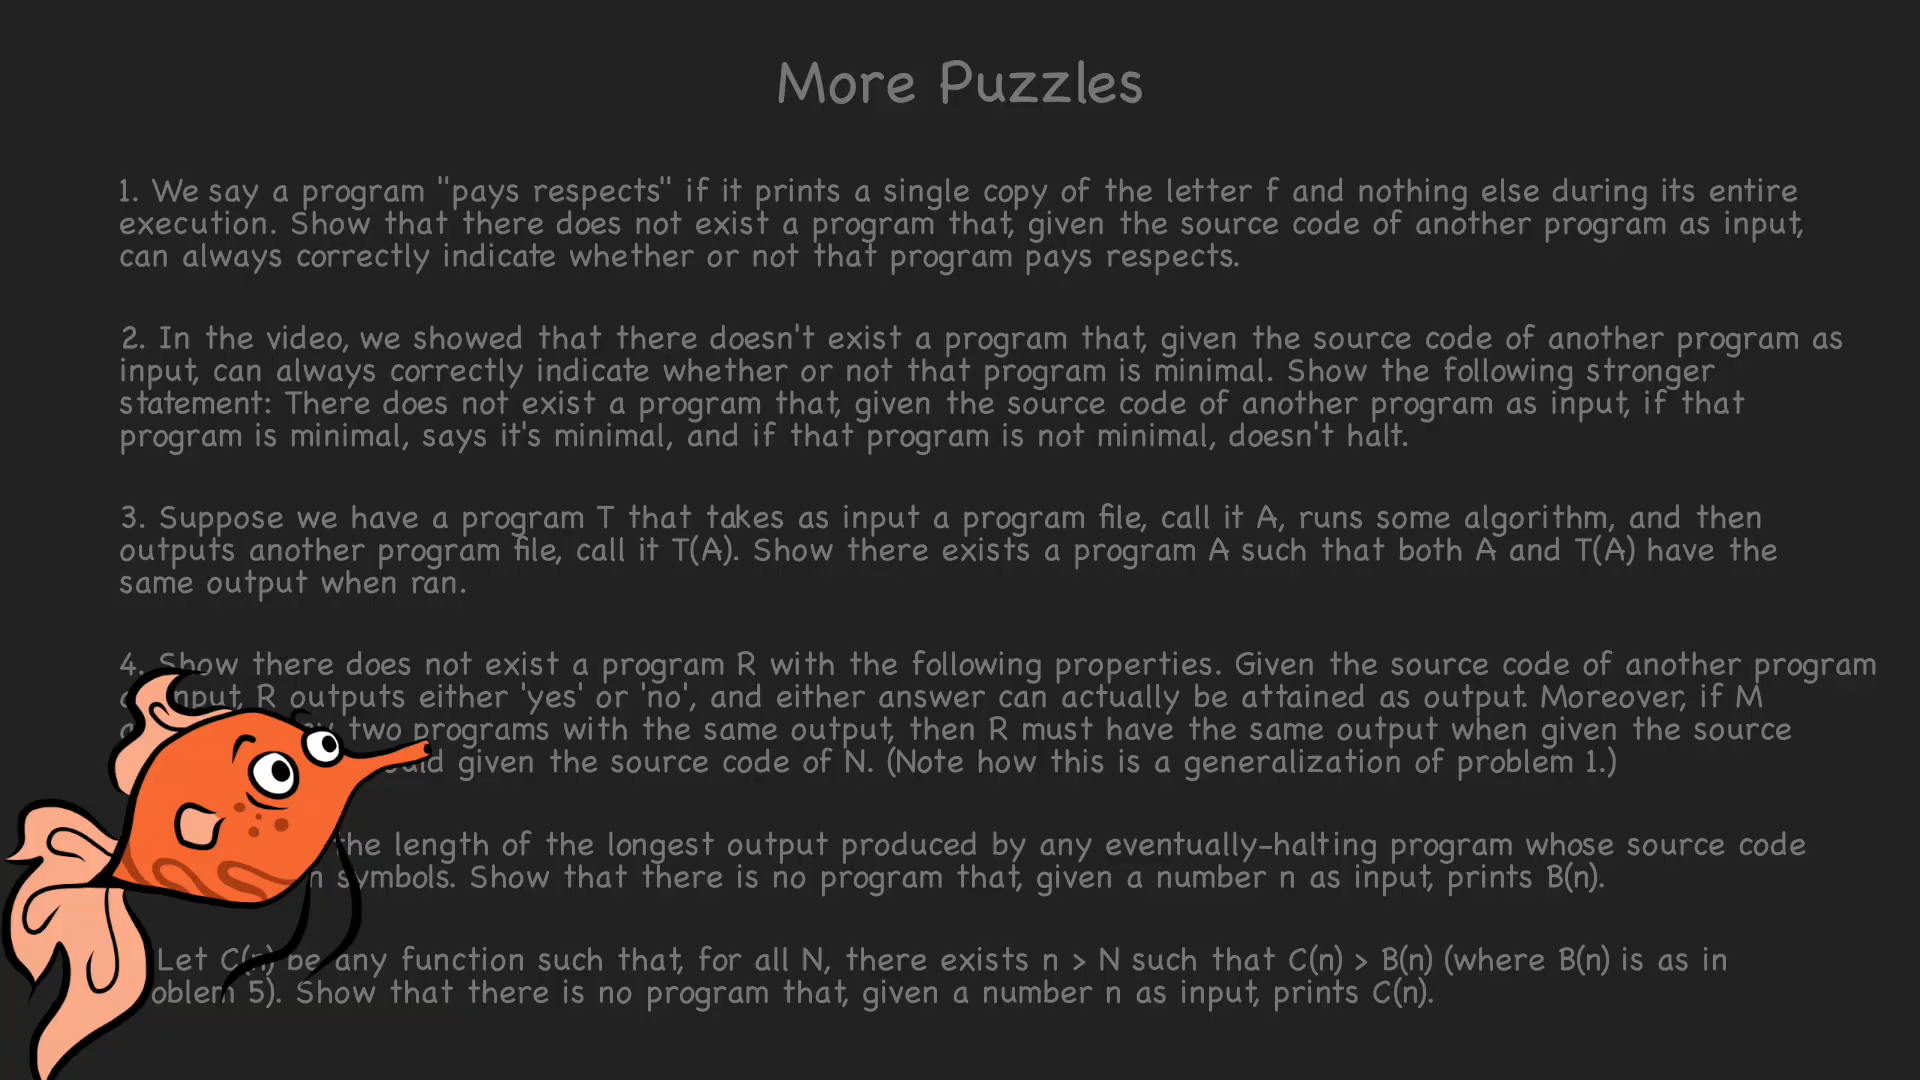 More Puzzles
1. We say a program "pays respects" if it prints a single copy of the letter f and nothing else during its entire
execution. Show that there does not exist a program that, given the source code of another program as input,
can always correctly indicate whether or not that program pays respects.
2. In the video, we showed that there doesn't exist a program that, given the source code of another program as
input, can always correctly indicate whether or not that program is minimal. Show the following stronger
statement: There does not exist a program that, given the source code of another program as input, if that
program is minimal, says it's minimal, and if that program is not minimal, doesn't halt.
3. Suppose we have a program T that takes as input a program file, call it A, runs some algorithm, and then
outputs another program file, call it T(A). Show there exists a program A such that both A and T(A) have the
same output when ran.
4. Show there does not exist a program R with the following properties. Given the source code of another program
input, R outputs either 'yes' or 'no', and either answer can actually be attained as output. Moreover, if M
two programs with the same output, then R must have the same output when given the source
given the source code of N. (Note how this is a generalization of problem 1.)
the length of the longest output produced by any eventually-halting program whose source code
n symbols. Show that there is no program that, given a number n as input, prints B(n).
Let C(n) be any function such that, for all N, there exists n > N such that C(n) > B(n) (where B(n) is as in
oblem 5). Show that there is no program that, given a number n as input, prints C(n).